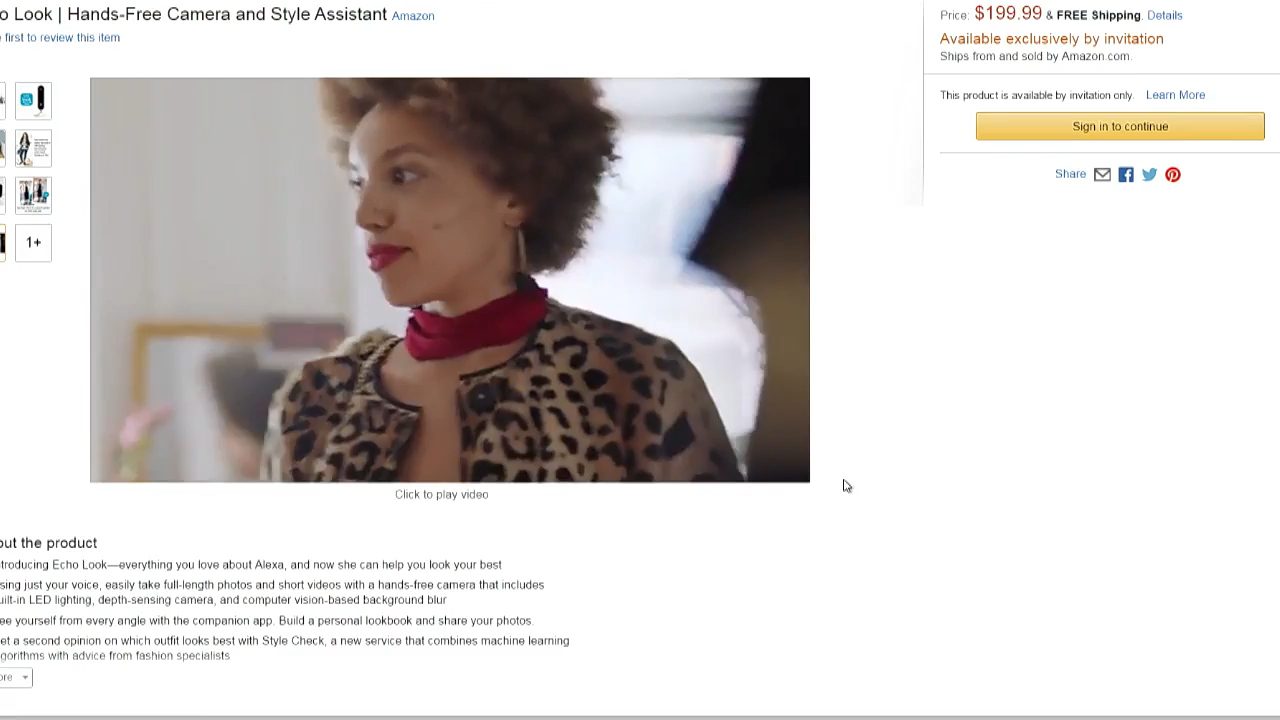 o Look | Hands-Free Camera and Style Assistant Amazon
first to review this item
Price: $199.99 & FREE Shipping. Details
Available exclusively by invitation
Ships from and sold by Amazon.com.
This product is available by invitation only. Learn More
Sign in to continue
Share
1+
Click to play video
out the product
troducing Echo Look—everything you love about Alexa, and now she can help you look your best
sing just your voice, easily take full-length photos and short videos with a hands-free camera that includes
uilt-in LED lighting, depth-sensing camera, and computer vision-based background blur
ee yourself from every angle with the companion app. Build a personal lookbook and share your photos.
et a second opinion on which outfit looks best with Style Check, a new service that combines machine learning
gorithms with advice from fashion specialists
ore